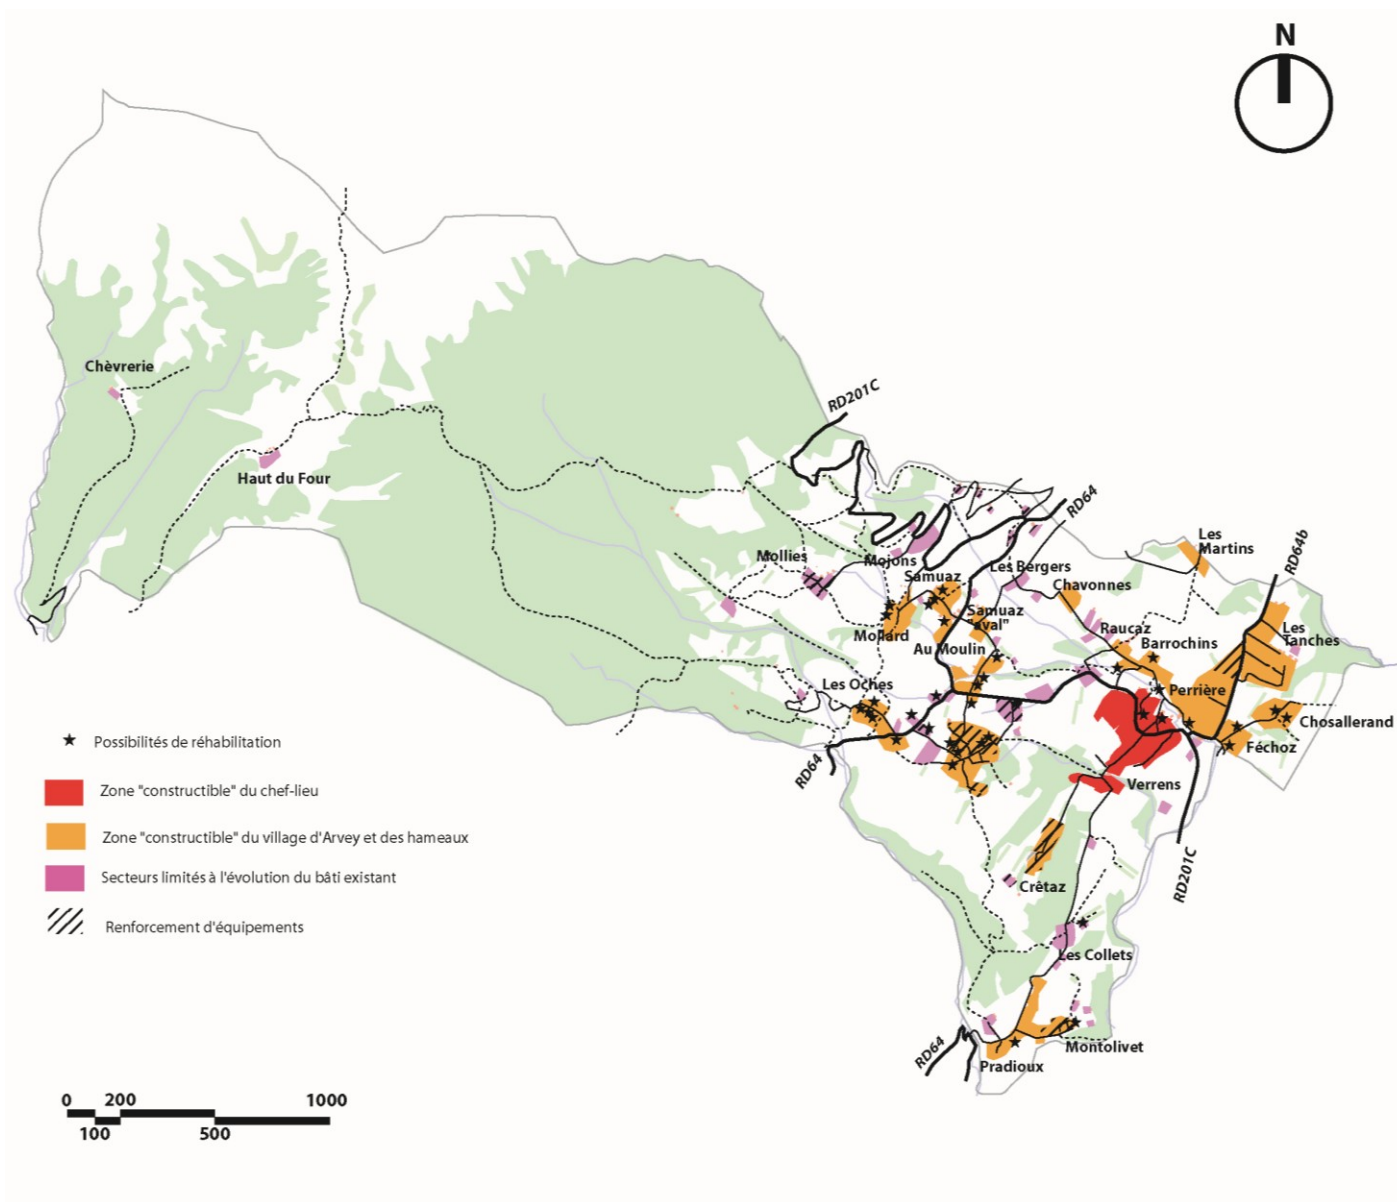 N
RD201C
Chèvrerie
Haut du Four
RD64
Les
Martins
RD64b
Mollies
Mojons
Samuaz
Les Bergers
Chavonnes
Samuaz
"aval"
Mollard
Au Moulin
Raucaz
Barrochins
Les
Tanches
Les Oches
Perrière
Chosallerand
Féchoz
RD64
Verrens
RD201C
Crêtaz
Les Collets
RD64
Montolivet
Pradioux
Possibilités de réhabilitation
Zone "constructible" du chef-lieu
Zone "constructible" du village d'Arvey et des hameaux
Secteurs limités à l'évolution du bâti existant
Renforcement d'équipements
0 200 1000
100 500